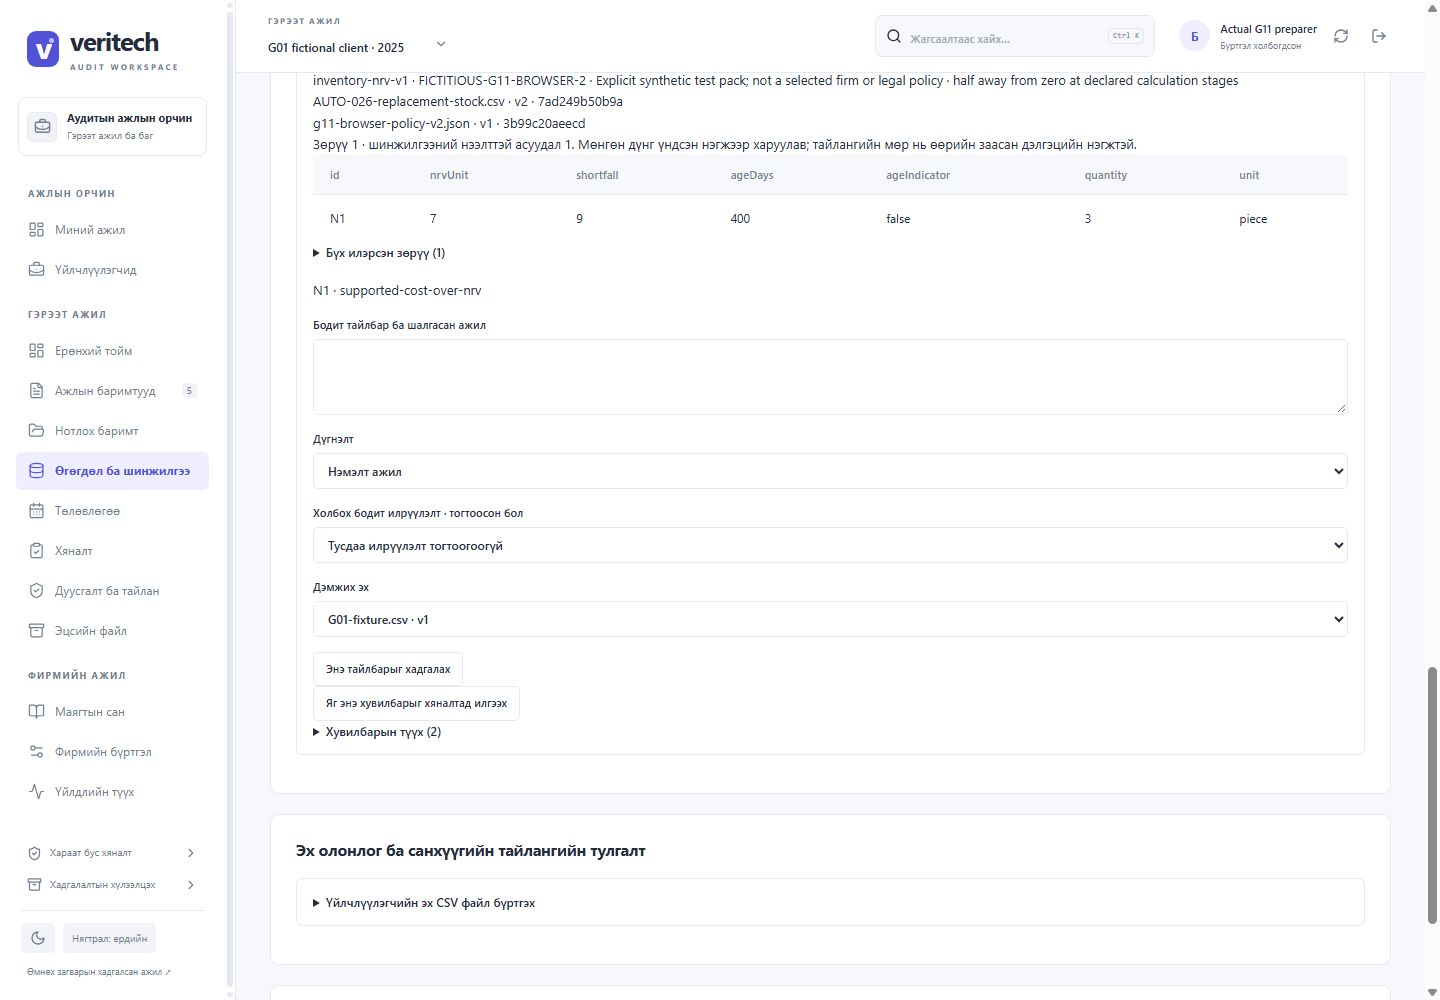 veritech
AUDIT WORKSPACE
Аудитын ажлын орчин
Гэрээт ажил ба баг
АЖЛЫН ОРЧИН
Миний ажил
Үйлчлүүлэгчид
ГЭРЭЭТ АЖИЛ
Ерөнхий тойм
Ажлын баримтууд 5
Нотлох баримт
Өгөгдөл ба шинжилгээ
Төлөвлөгөө
Хяналт
Дуусгалт ба тайлан
Эцсийн файл
ФИРМИЙН АЖИЛ
Маягтын сан
Фирмийн бүртгэл
Үйлдлийн түүх
Хараат бус хяналт
Хадгалалтын хүлээлцэх
Нягтрал: ердийн
Өмнөх загварын хадгалсан ажил ↗
ГЭРЭЭТ АЖИЛ
G01 fictional client · 2025
Жагсаалтаас хайх...
Ctrl K
Б
Actual G11 preparer
Бүртгэл холбогдсон
inventory-nrv-v1 · FICTITIOUS-G11-BROWSER-2 · Explicit synthetic test pack; not a selected firm or legal policy · half away from zero at declared calculation stages
AUTO-026-replacement-stock.csv · v2 · 7ad249b50b9a
g11-browser-policy-v2.json · v1 · 3b99c20aeecd
Зөрүү 1 · шинжилгээний нээлттэй асуудал 1. Мөнгөн дүнг үндсэн нэгжээр харуулав; тайлангийн мөр нь өөрийн заасан дэлгэцийн нэгжтэй.
id nrvUnit shortfall ageDays ageIndicator quantity unit
N1 7 9 400 false 3 piece
▶ Бүх илэрсэн зөрүү (1)
N1 · supported-cost-over-nrv
Бодит тайлбар ба шалгасан ажил
Дүгнэлт
Нэмэлт ажил
Холбох бодит илрүүлэлт · тогтоосон бол
Тусдаа илрүүлэлт тогтоогоогүй
Дэмжих эх
G01-fixture.csv · v1
Энэ тайлбарыг хадгалах
Яг энэ хувилбарыг хяналтад илгээх
▶ Хувилбарын түүх (2)
Эх олонлог ба санхүүгийн тайлангийн тулгалт
▶ Үйлчлүүлэгчийн эх CSV файл бүртгэх